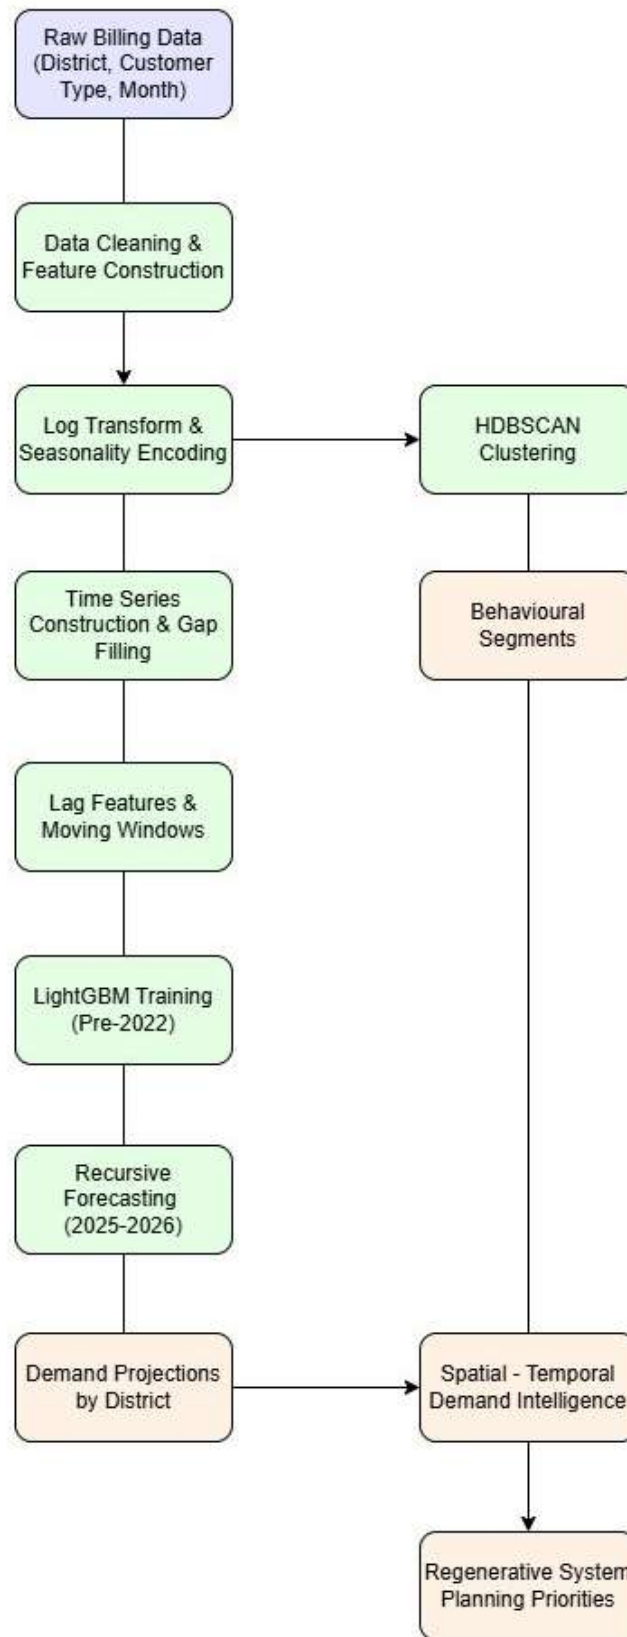 Raw Billing Data
(District, Customer
Type, Month)
Data Cleaning &
Feature Construction
Log Transform &
Seasonality Encoding
HDBSCAN
Clustering
Time Series
Construction & Gap
Filling
Behavioural
Segments
Lag Features &
Moving Windows
LightGBM Training
(Pre-2022)
Recursive
Forecasting
(2025-2026)
Demand Projections
by District
Spatial - Temporal
Demand Intelligence
Regenerative System
Planning Priorities